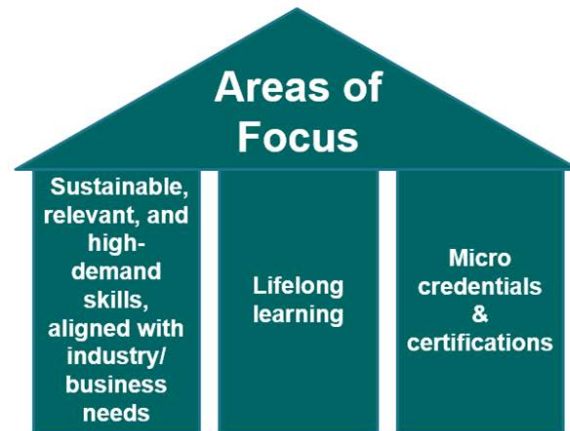 Areas of
Focus
Sustainable,
relevant, and
high-
demand
skills,
aligned with
industry/
business
needs
Lifelong
learning
Micro
credentials
&
certifications